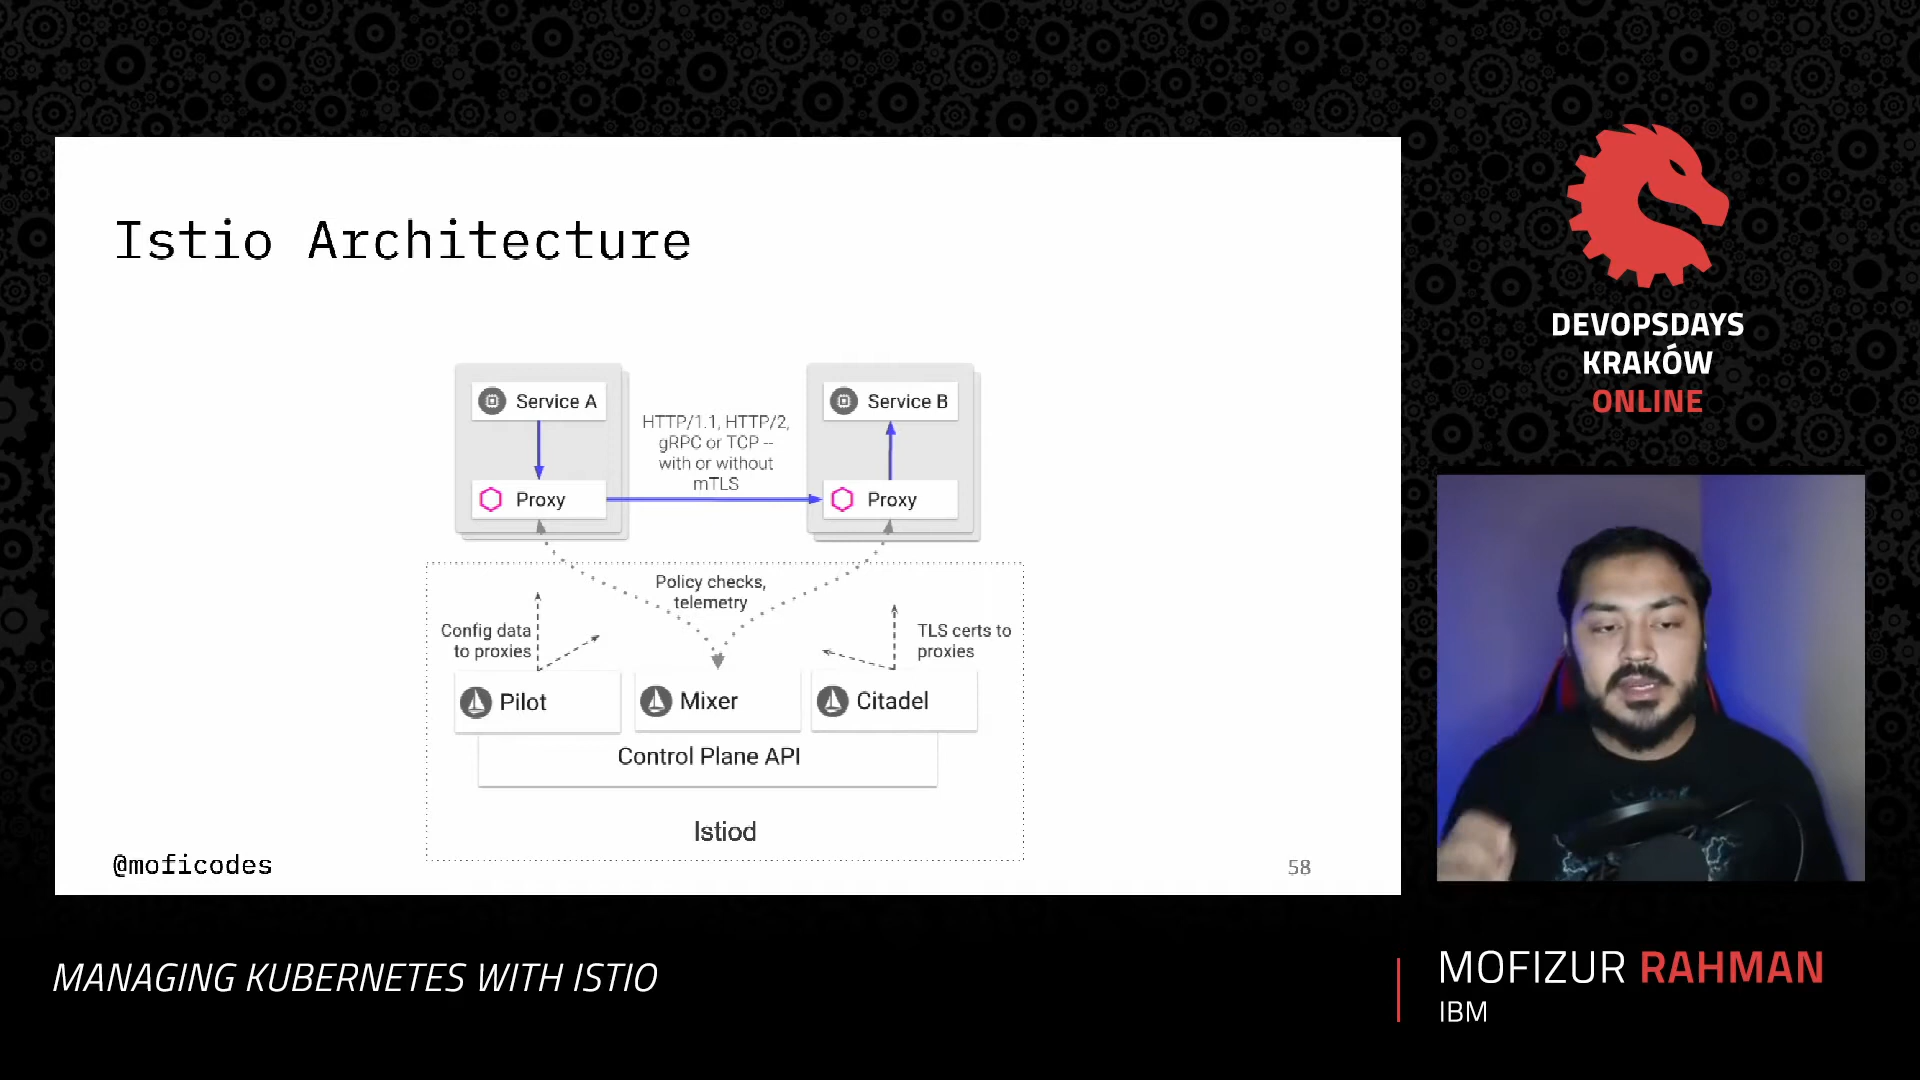 Istio Architecture
Service A
Service B
HTTP/1.1, HTTP/2,
gRPC or TCP --
with or without
mTLS
Proxy
Proxy
Policy checks,
telemetry
Config data
to proxies
TLS certs to
proxies
Pilot
Mixer
Citadel
Control Plane API
Istiod
@moficodes
58
DEVOPSDAYS
KRAKÓW
ONLINE
MANAGING KUBERNETES WITH ISTIO
MOFIZUR RAHMAN
IBM